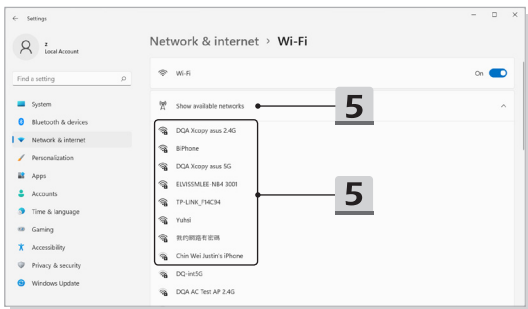 Settings
z
Local Account
Find a setting
System
Bluetooth & devices
Network & internet
Personalization
Apps
Accounts
Time & language
Gaming
Accessibility
Privacy & security
Windows Update
Network & internet > Wi-Fi
Wi-Fi
On
Show available networks
5
DQA Xcopy asus 2.4G
BiPhone
DQA Xcopy asus 5G
ELVISSMLEE-NB4 3001
TP-LINK_F14C94
5
Yuhsi
我的網路有密碼
Chin Wei Justin's iPhone
DQ-int5G
DQA AC Test AP 2.4G